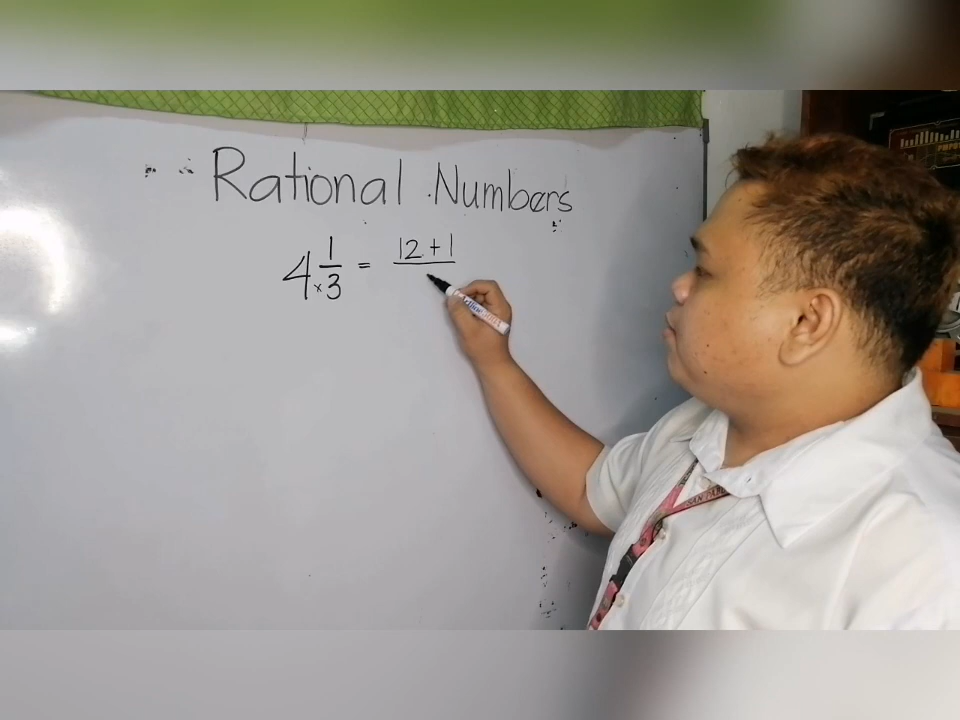 Rational Numbers
4 1/3 = 12 + 1
×